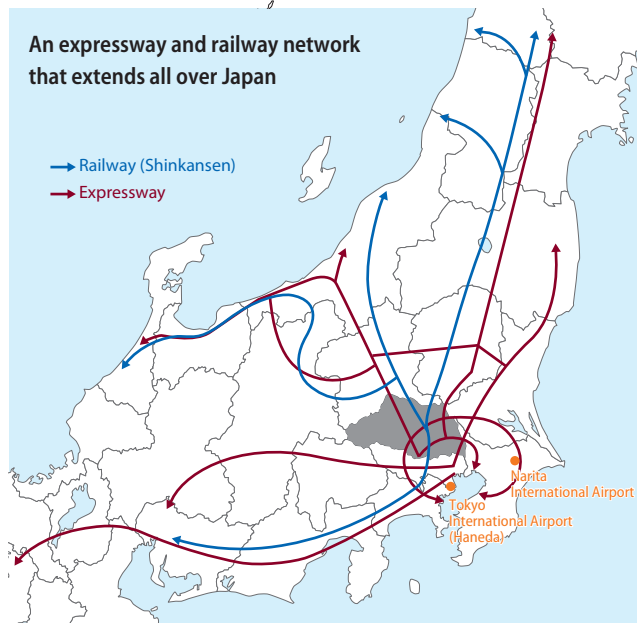 An expressway and railway network
that extends all over Japan
Railway (Shinkansen)
Expressway
Narita
International Airport
Tokyo
International Airport
(Haneda)